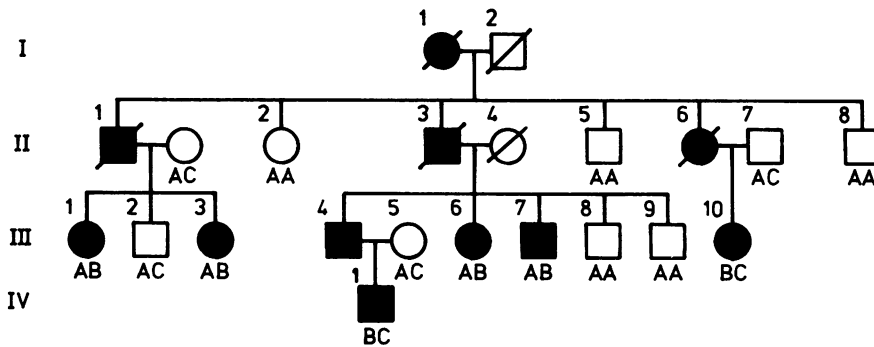 I 1 2
II 1 2 3 4 5 6 7 8
AC AA AA AC AA
III 1 2 3 4 5 6 7 8 9 10
AB AC AB AC AB AB AA AA BC
IV 1
BC